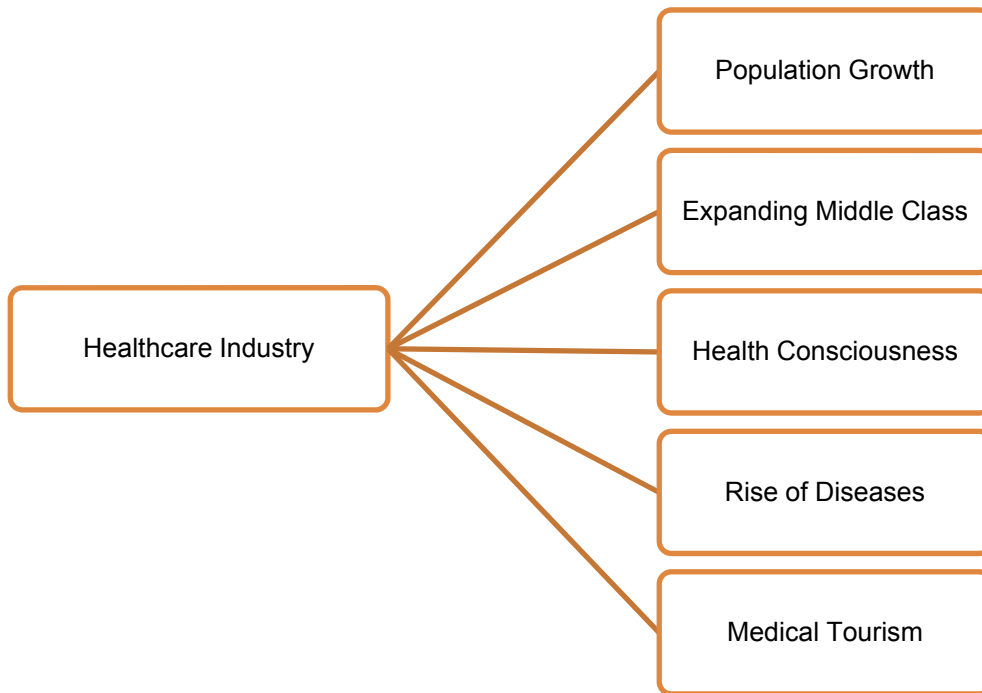 Population Growth
Expanding Middle Class
Healthcare Industry
Health Consciousness
Rise of Diseases
Medical Tourism